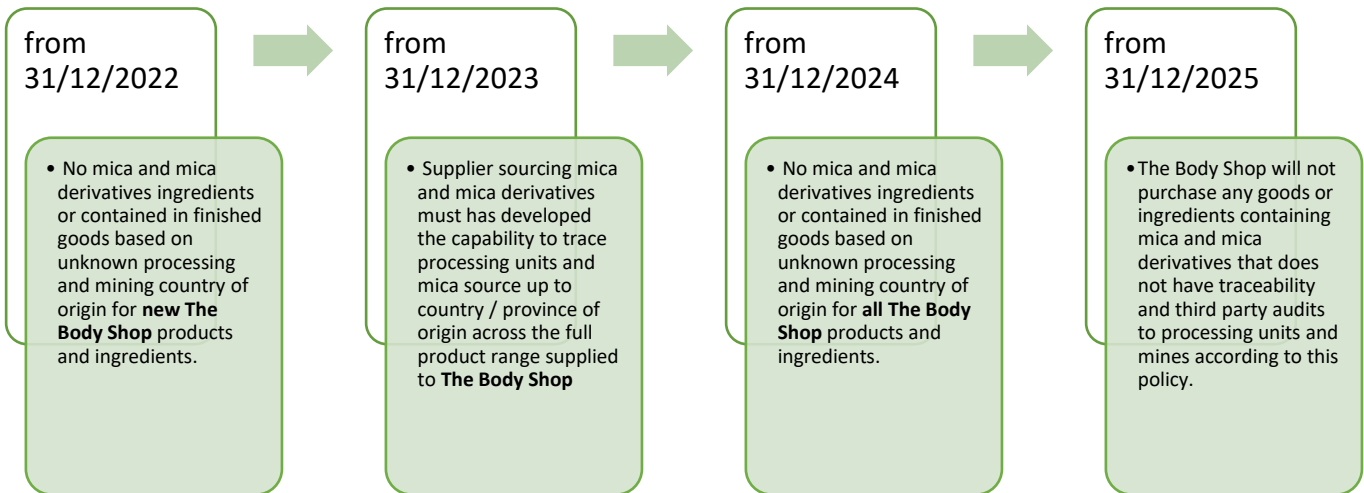 from
31/12/2022
• No mica and mica
derivatives ingredients
or contained in finished
goods based on
unknown processing
and mining country of
origin for new The
Body Shop products
and ingredients.
from
31/12/2023
• Supplier sourcing mica
and mica derivatives
must has developed
the capability to trace
processing units and
mica source up to
country / province of
origin across the full
product range supplied
to The Body Shop
from
31/12/2024
• No mica and mica
derivatives ingredients
or contained in finished
goods based on
unknown processing
and mining country of
origin for all The Body
Shop products and
ingredients.
from
31/12/2025
•The Body Shop will not
purchase any goods or
ingredients containing
mica and mica
derivatives that does
not have traceability
and third party audits
to processing units and
mines according to this
policy.